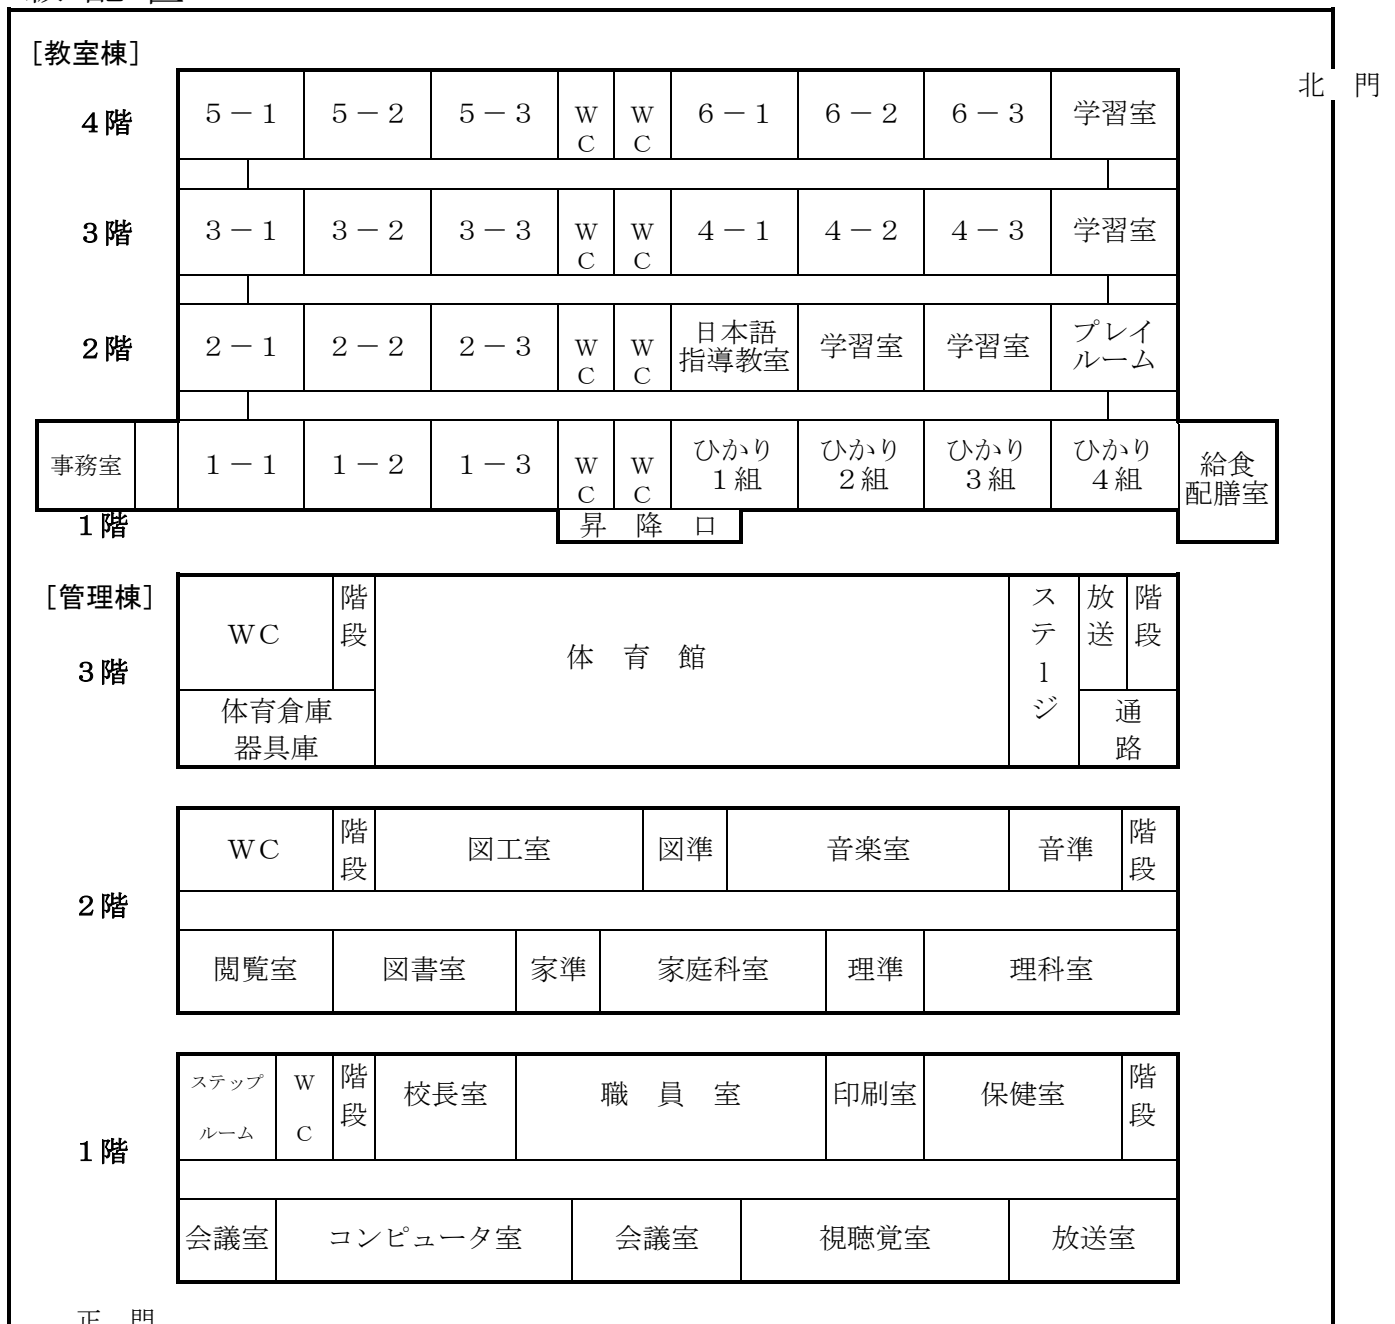 [教室棟]
北 門
4階
5－1 5－2 5－3 WC WC 6－1 6－2 6－3 学習室
3階
3－1 3－2 3－3 WC WC 4－1 4－2 4－3 学習室
2階
2－1 2－2 2－3 WC WC 日本語 学習室 学習室 プレイ
指導教室 ルーム
事務室 1－1 1－2 1－3 WC WC ひかり ひかり ひかり ひかり 給食
1組 2組 3組 4組 配膳室
1階
昇 降 口
[管理棟]
3階
WC 階段 体 育 館 ステージ 放送 階段
体育倉庫 通路
器具庫
2階
WC 階段 図工室 図準 音楽室 音準 階段
閲覧室 図書室 家準 家庭科室 理準 理科室
1階
ステップ WC 階段 校長室 職 員 室 印刷室 保健室 階段
ルーム
会議室 コンピュータ室 会議室 視聴覚室 放送室
正 門